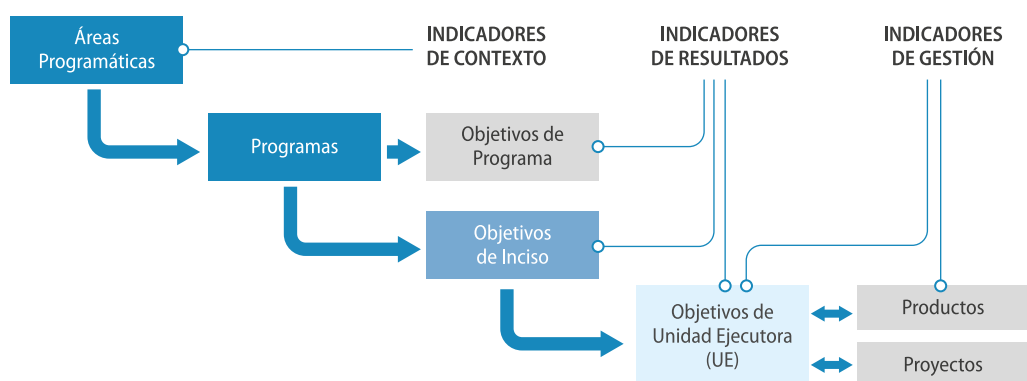 Áreas
Programáticas
INDICADORES
DE CONTEXTO
INDICADORES
DE RESULTADOS
INDICADORES
DE GESTIÓN
Programas
Objetivos de
Programa
Objetivos
de Inciso
Objetivos de
Unidad Ejecutora
(UE)
Productos
Proyectos